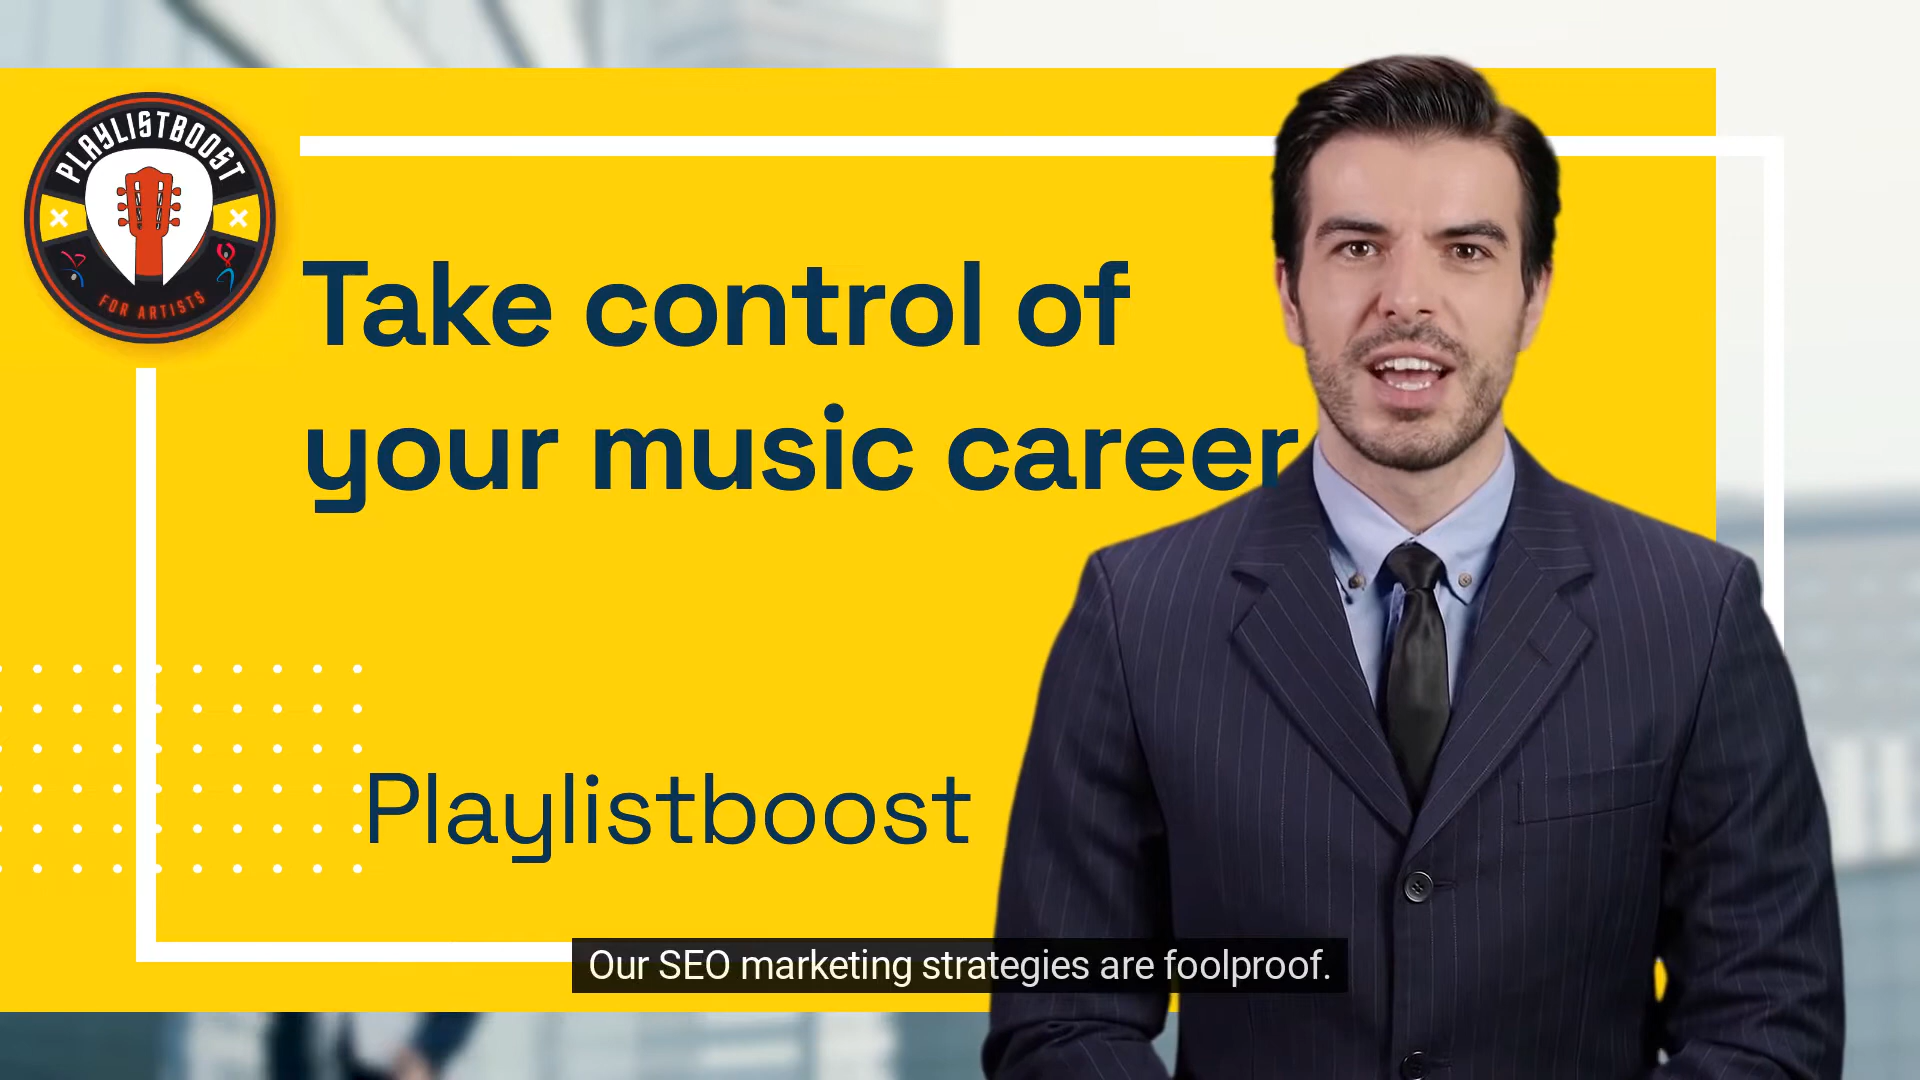 PLAYLISTBOOST
FOR ARTISTS
Take control of
your music career
Playlistboost
Our SEO marketing strategies are foolproof.